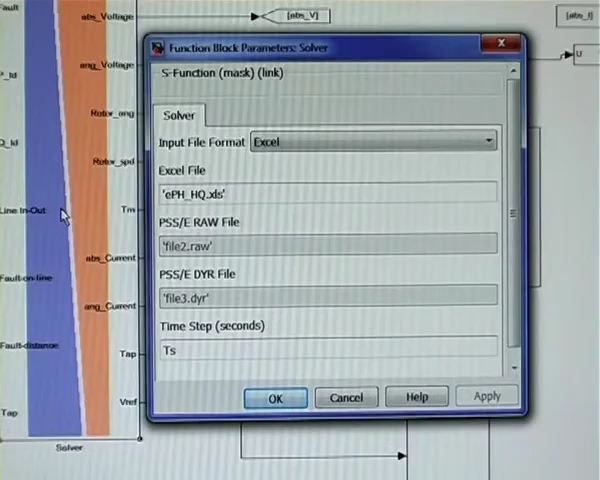 Fault
abs_Voltage
[abs_V]
[abs_I]
Function Block Parameters: Solver
U
S-Function (mask) (link)
ang_Voltage
P_ld
Solver
Rotor_ang
Input File Format
Excel
Q_ld
Excel File
Rotor_spd
'ePH_HQ.xls'
Line In-Out
Tm
PSS/E RAW File
'file2.raw'
abs_Current
PSS/E DYR File
Fault-on-line
'file3.dyr'
ang_Current
Time Step (seconds)
Fault-distance
Tap
Ts
OK
Cancel
Help
Apply
Vref
Tap
Solver